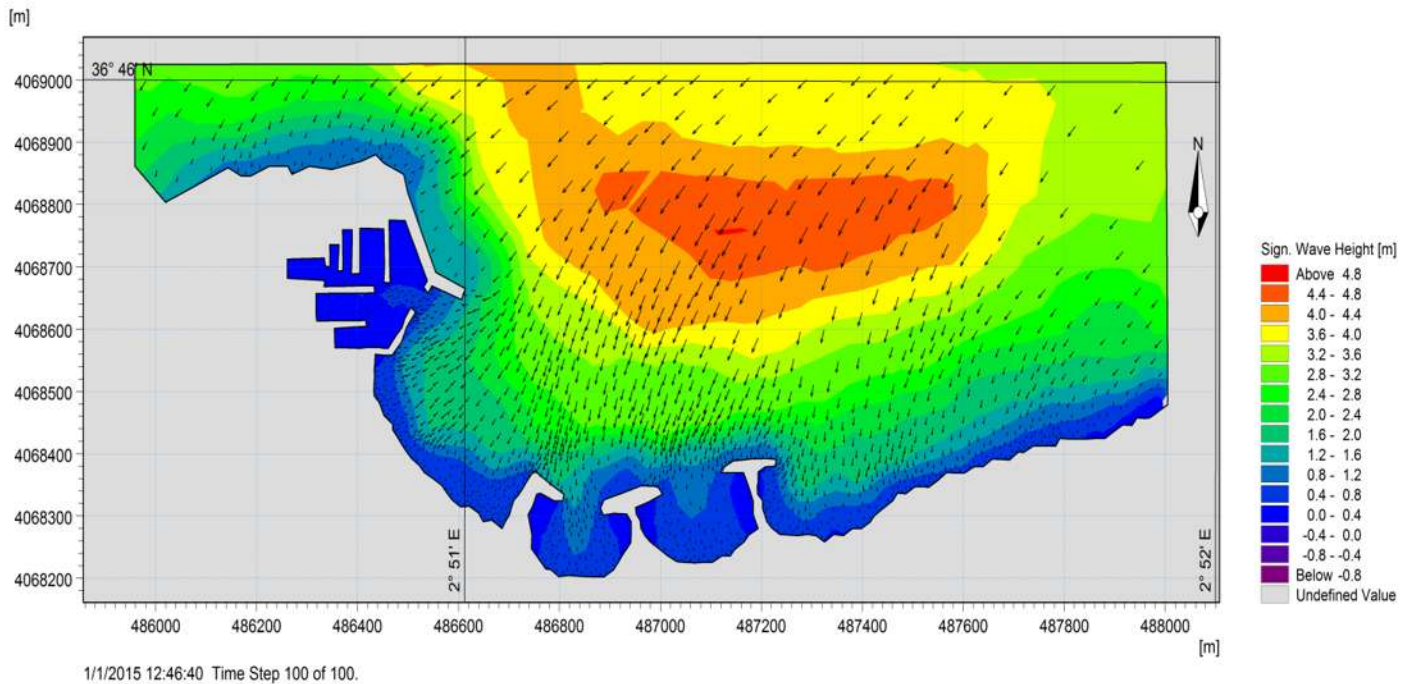 [m]
36° 46' N
4069000
4068900
4068800
4068700
4068600
4068500
4068400
4068300
4068200
2° 51' E
2° 52' E
N
486000 486200 486400 486600 486800 487000 487200 487400 487600 487800 488000
[m]
Sign. Wave Height [m]
Above 4.8
4.4 - 4.8
4.0 - 4.4
3.6 - 4.0
3.2 - 3.6
2.8 - 3.2
2.4 - 2.8
2.0 - 2.4
1.6 - 2.0
1.2 - 1.6
0.8 - 1.2
0.4 - 0.8
0.0 - 0.4
-0.4 - 0.0
-0.8 - -0.4
Below -0.8
Undefined Value
1/1/2015 12:46:40 Time Step 100 of 100.